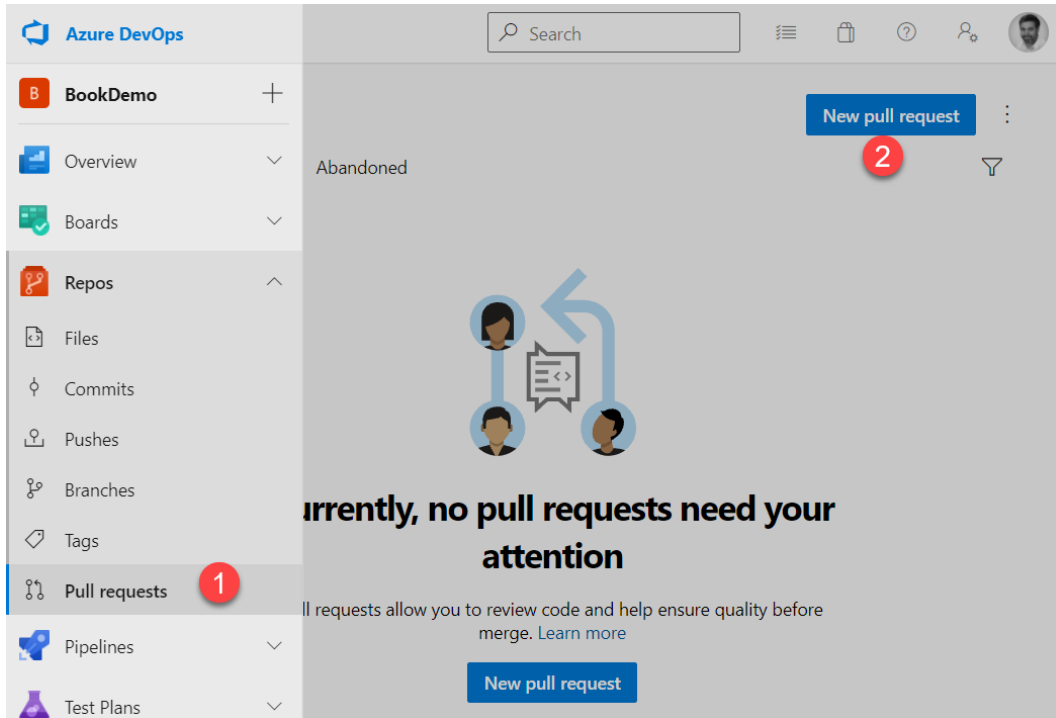 Azure DevOps
Search
B
BookDemo
New pull request
2
Overview
Abandoned
Boards
Repos
Files
Commits
Pushes
Branches
urrently, no pull requests need your
attention
Tags
Pull requests
1
ll requests allow you to review code and help ensure quality before
merge. Learn more
Pipelines
New pull request
Test Plans